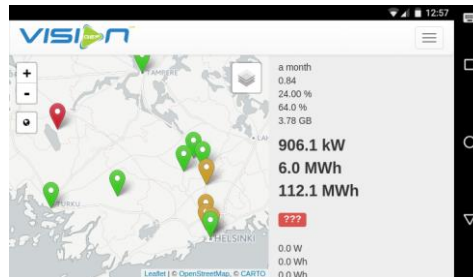 12:57
VISION
TAMPERE
+
-
TURKU
HELSINKI
Leaflet | © OpenStreetMap, © CARTO
a month
0.84
24.00 %
64.0 %
3.78 GB
906.1 kW
6.0 MWh
112.1 MWh
???
0.0 W
0.0 Wh
0.0 Wh